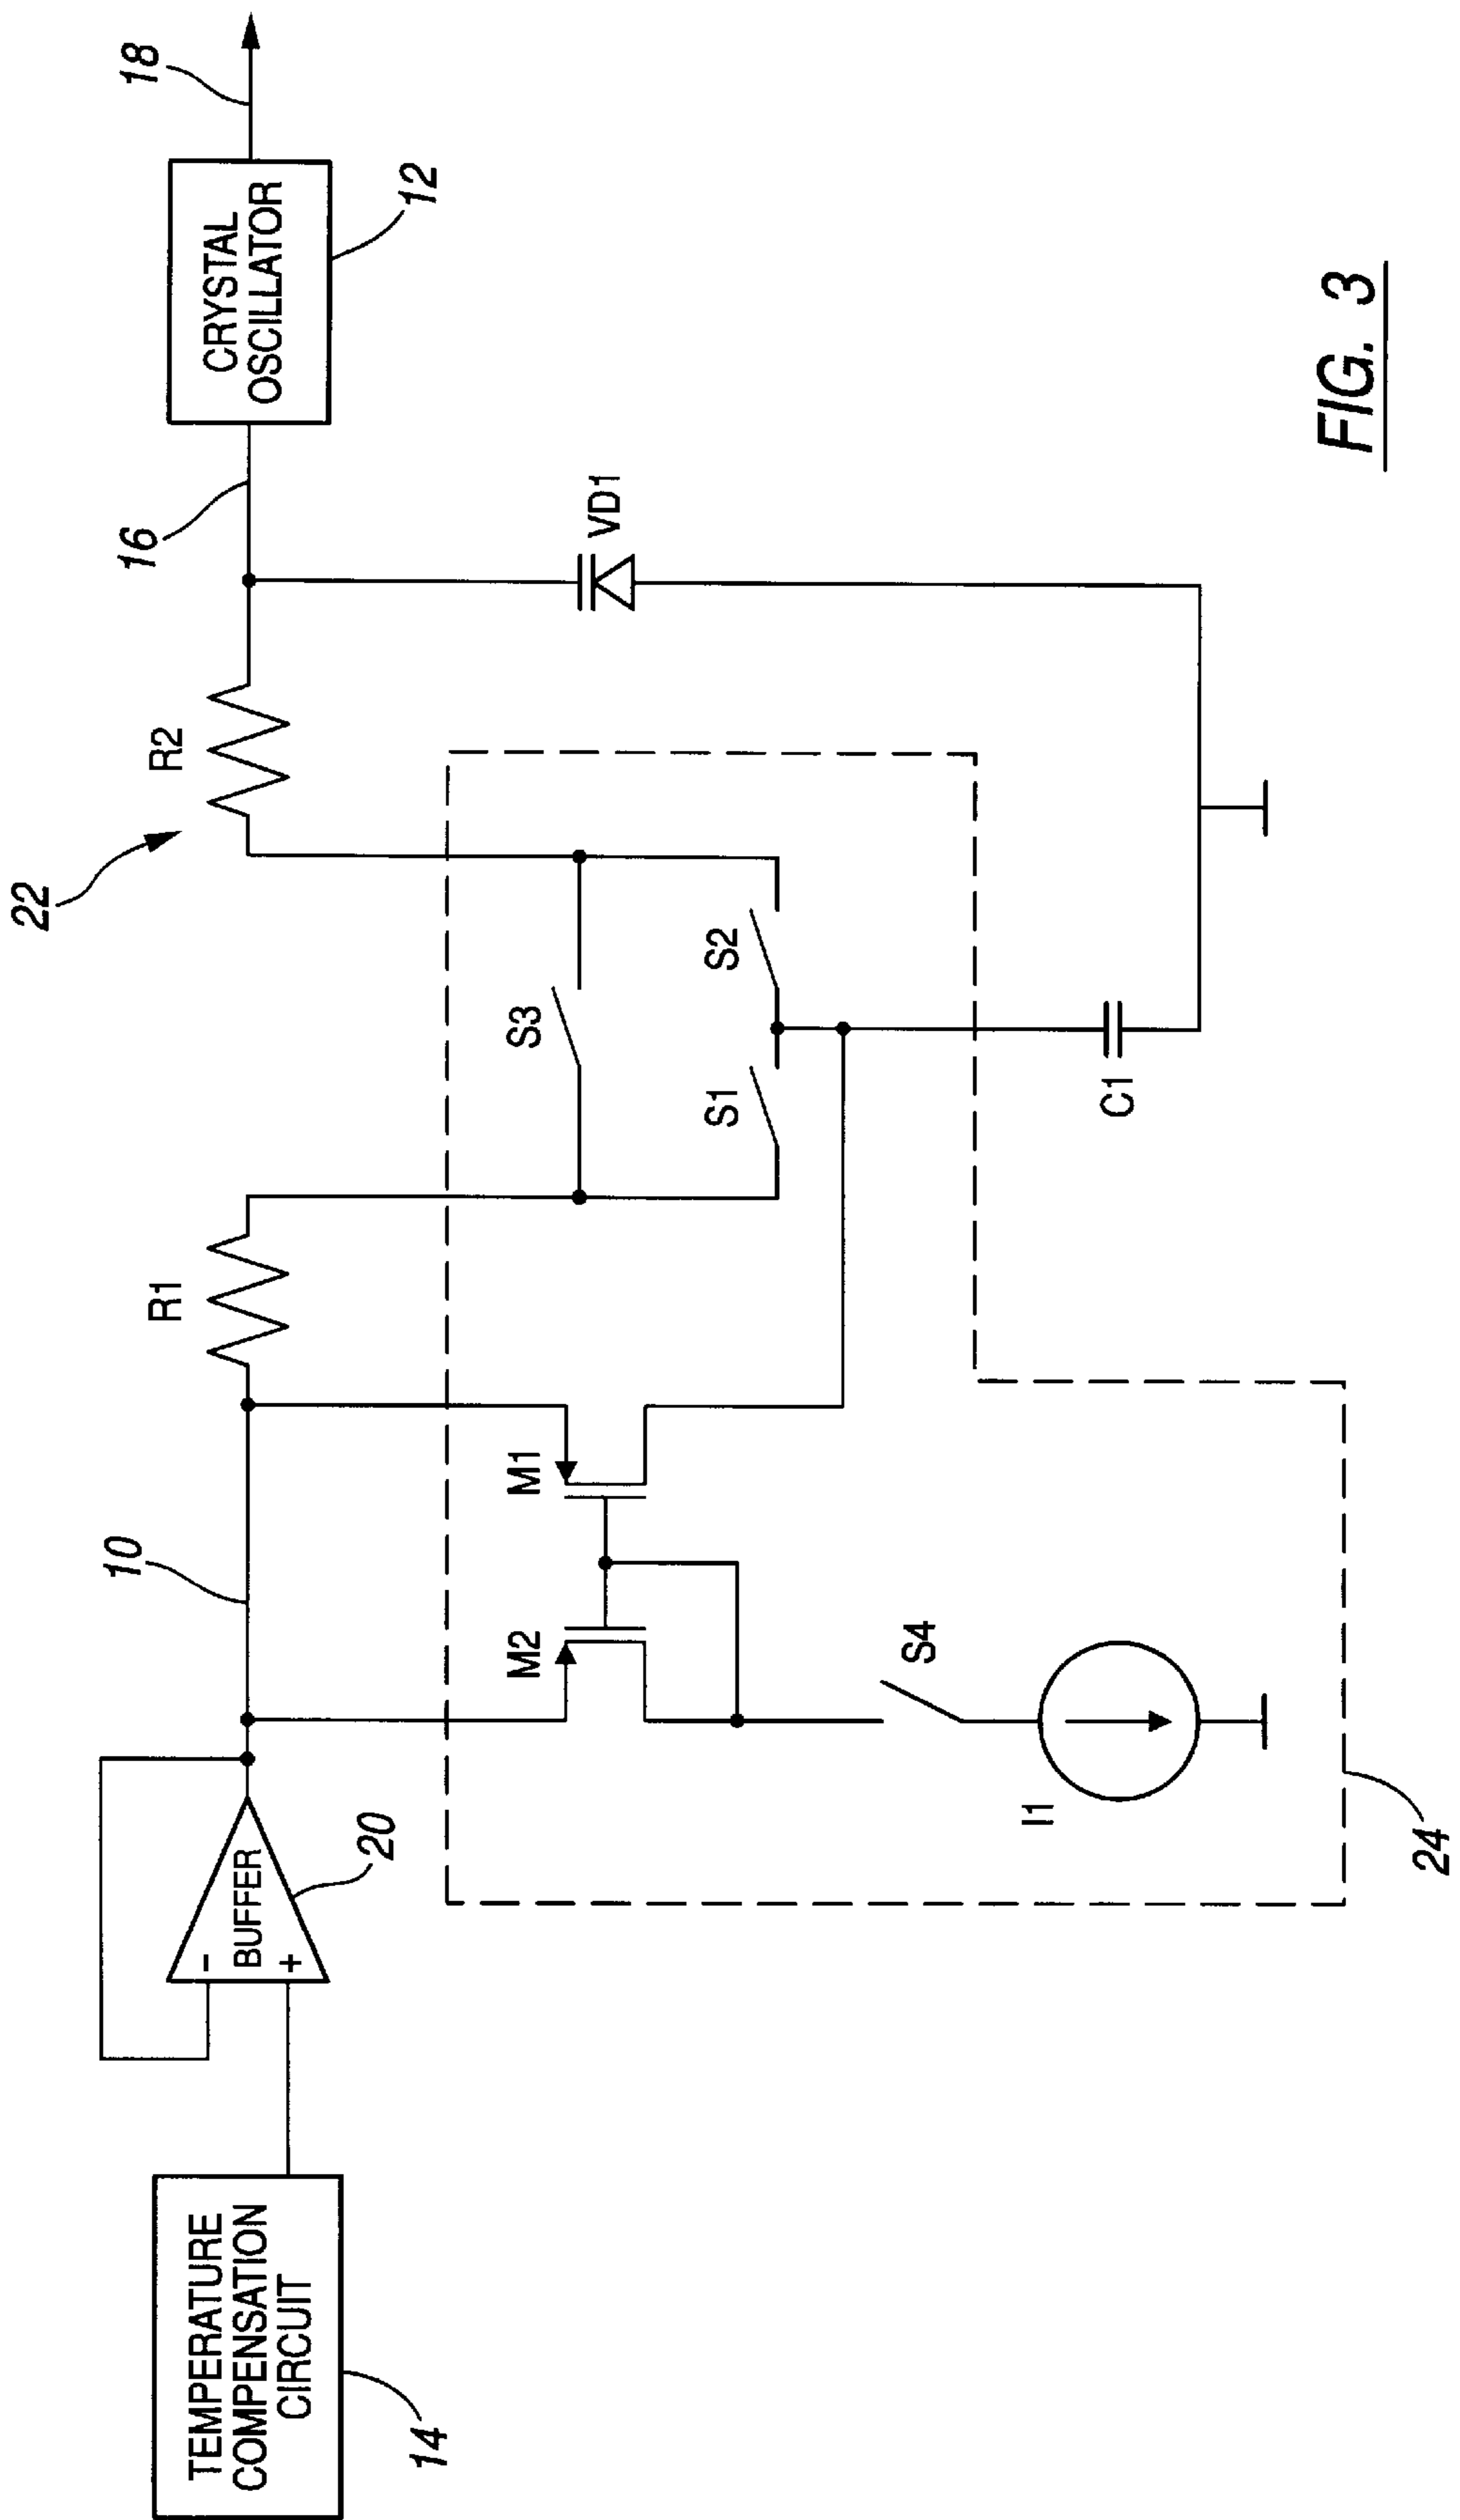 22
10
16
18
R1
R2
TEMPERATURE
COMPENSATION
CIRCUIT
-
BUFFER
+
CRYSTAL
OSCILLATOR
14
20
12
M2
M1
S3
VD1
S1
S2
S4
I1
C1
24
FIG. 3